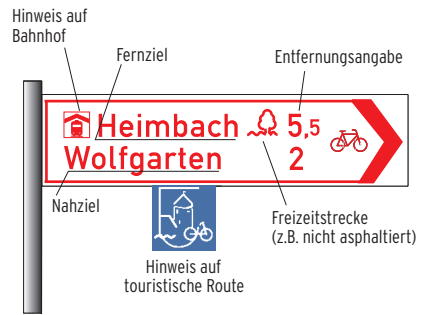 Hinweis auf
Bahnhof
Fernziel
Entfernungsangabe
Heimbach 5,5
Wolfgarten 2
Nahziel
Freizeitstrecke
(z.B. nicht asphaltiert)
Hinweis auf
touristische Route